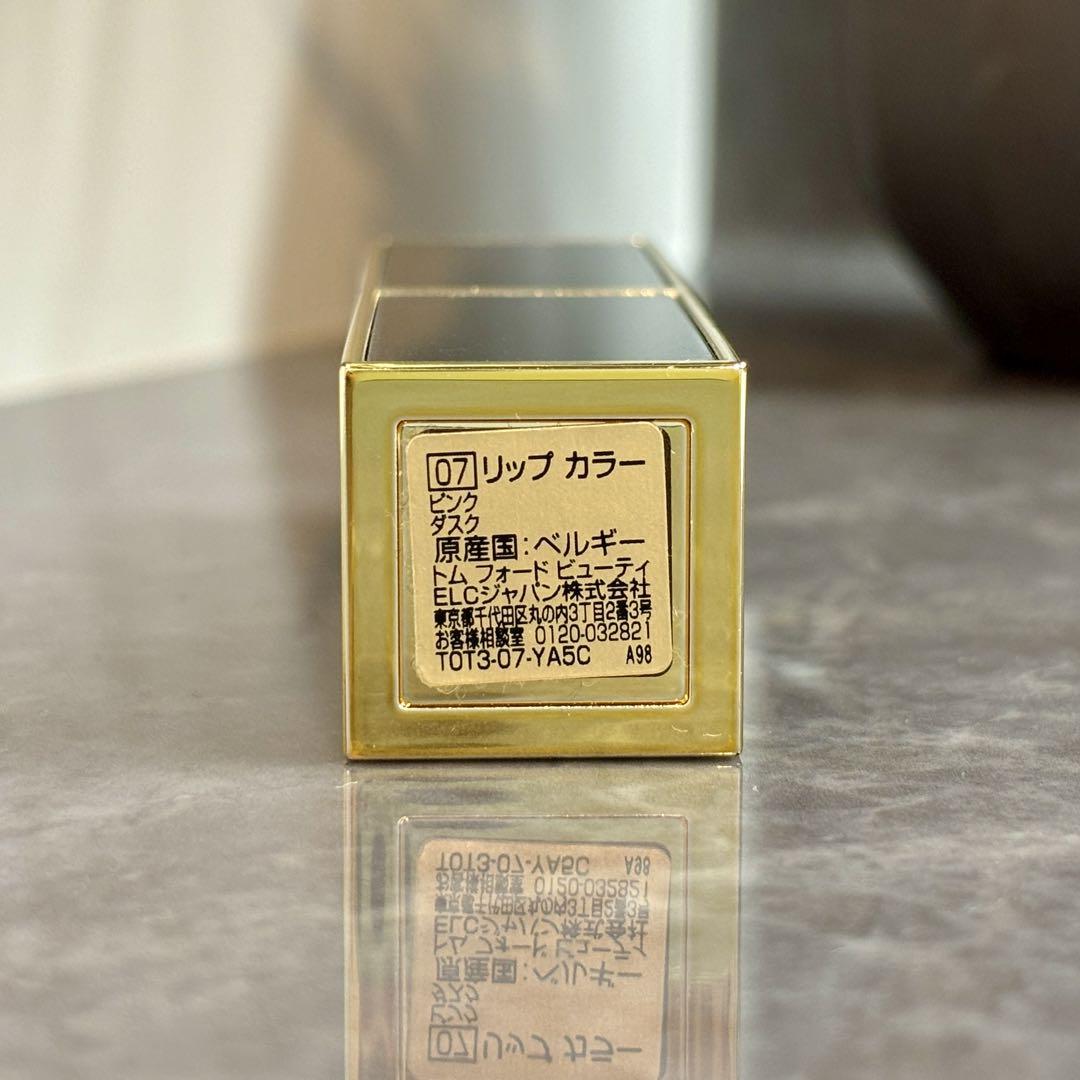 07 リップ カラー
ピンク
ダスク
原産国:ベルギー
トム フォード ビューティ
ELCジャパン株式会社
東京都千代田区丸の内3丁目2番3号
お客様相談室 0120-032821
T0T3-07-YA5C A98